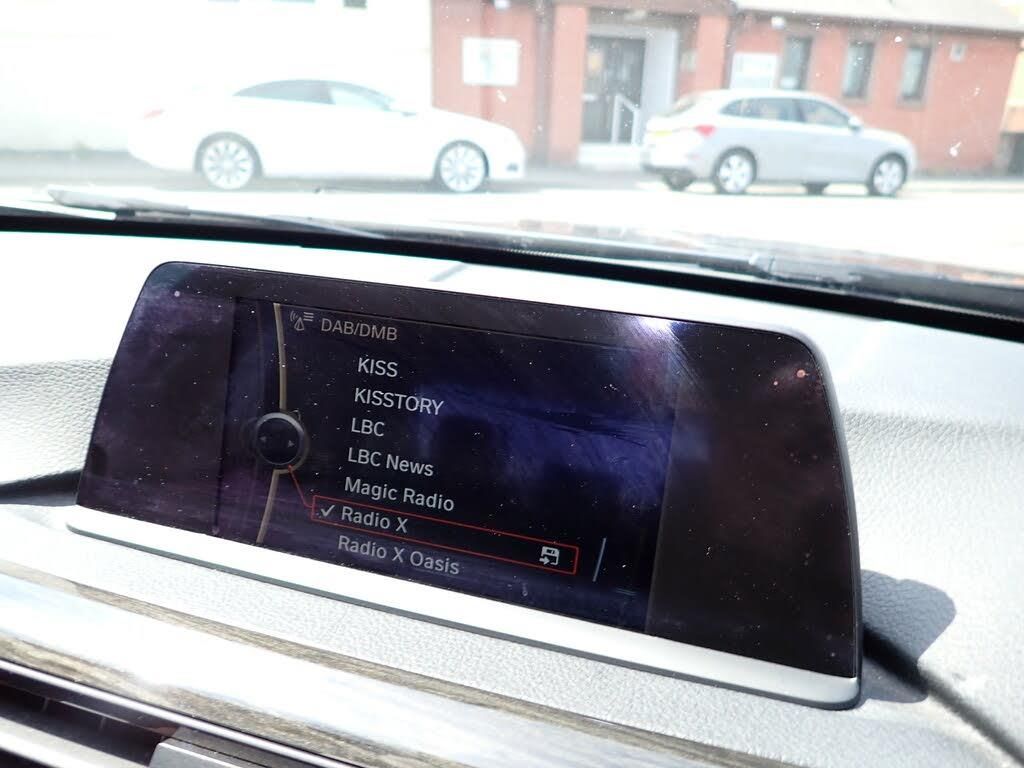 DAB/DMB
KISS
KISSTORY
LBC
LBC News
Magic Radio
Radio X
Radio X Oasis